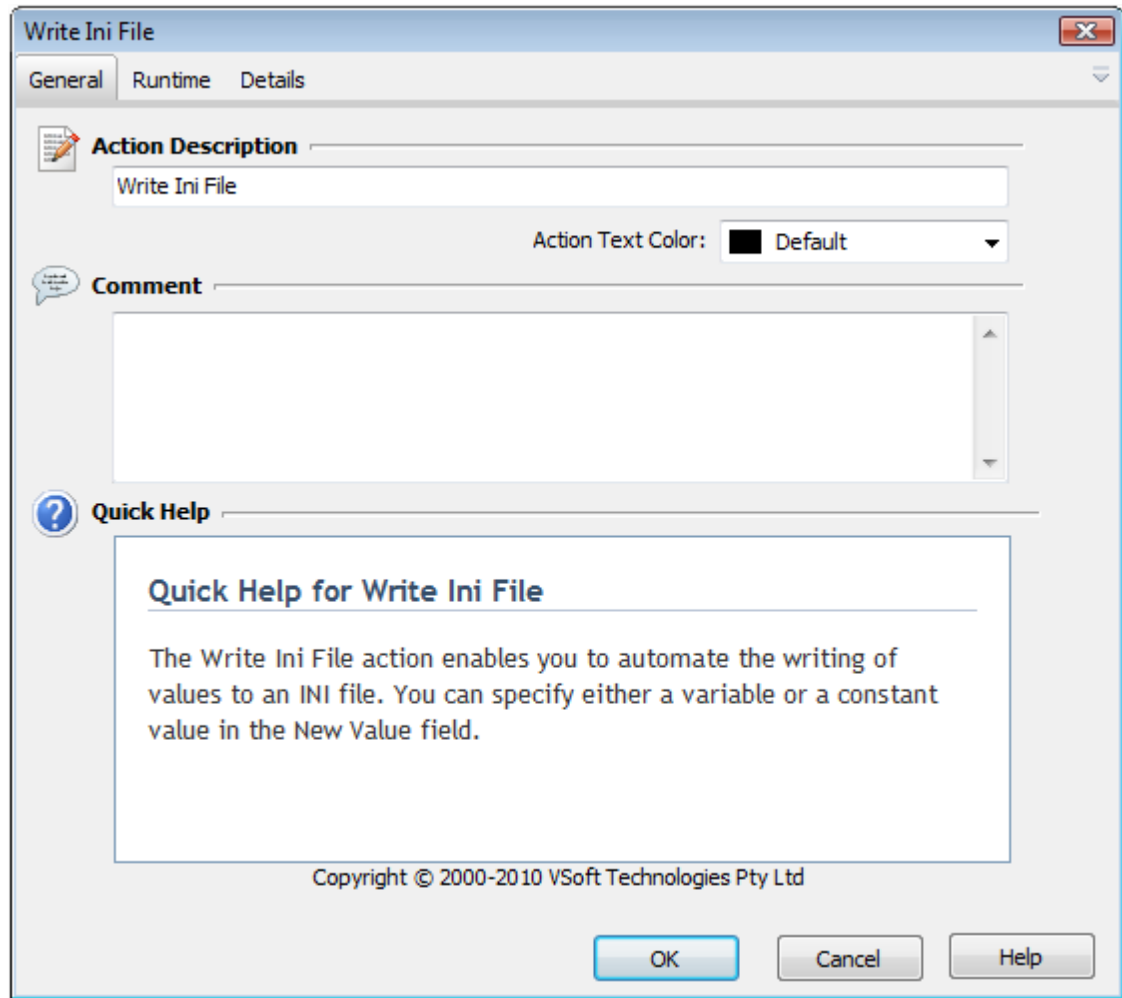 Write Ini File
General Runtime Details
Action Description
Write Ini File
Action Text Color: Default
Comment
Quick Help
Quick Help for Write Ini File
The Write Ini File action enables you to automate the writing of
values to an INI file. You can specify either a variable or a constant
value in the New Value field.
Copyright © 2000-2010 VSoft Technologies Pty Ltd
OK Cancel Help